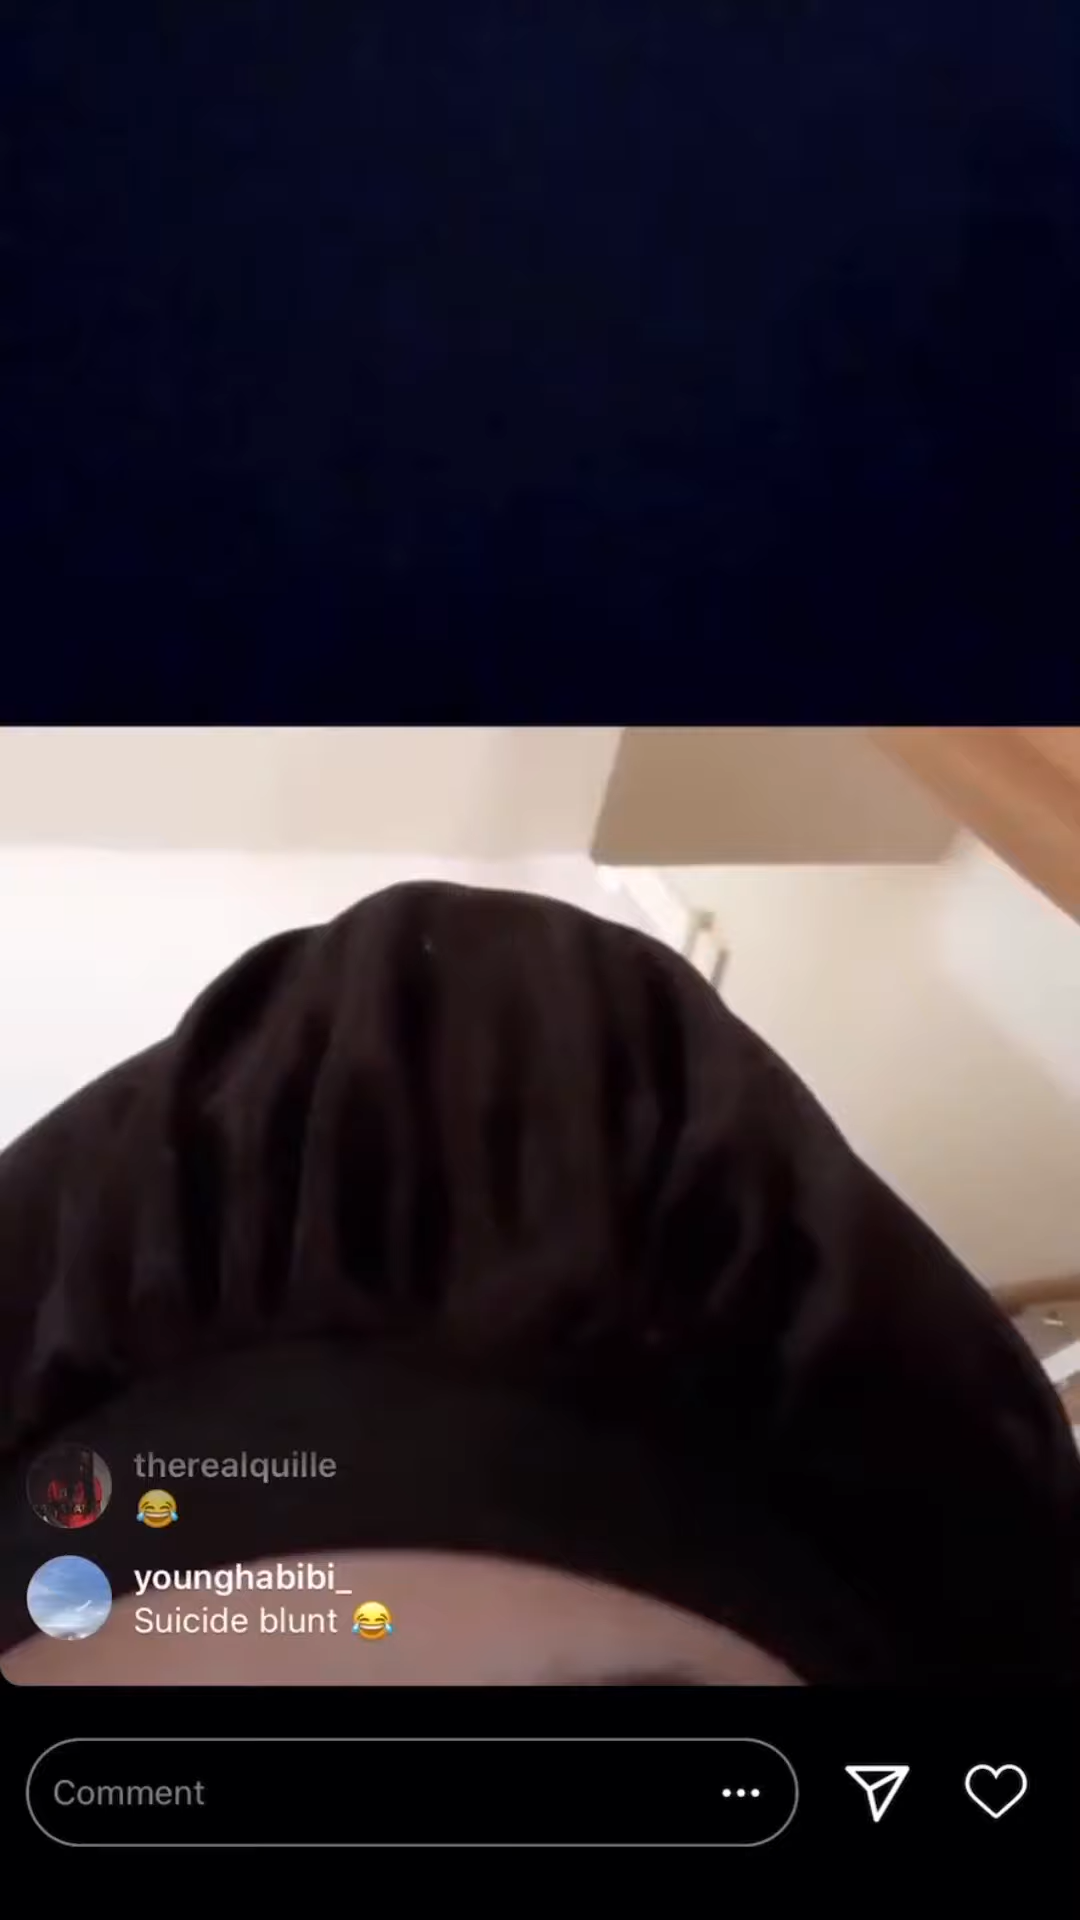 therealquille
😂
younghabibi_
Suicide blunt 😂
Comment